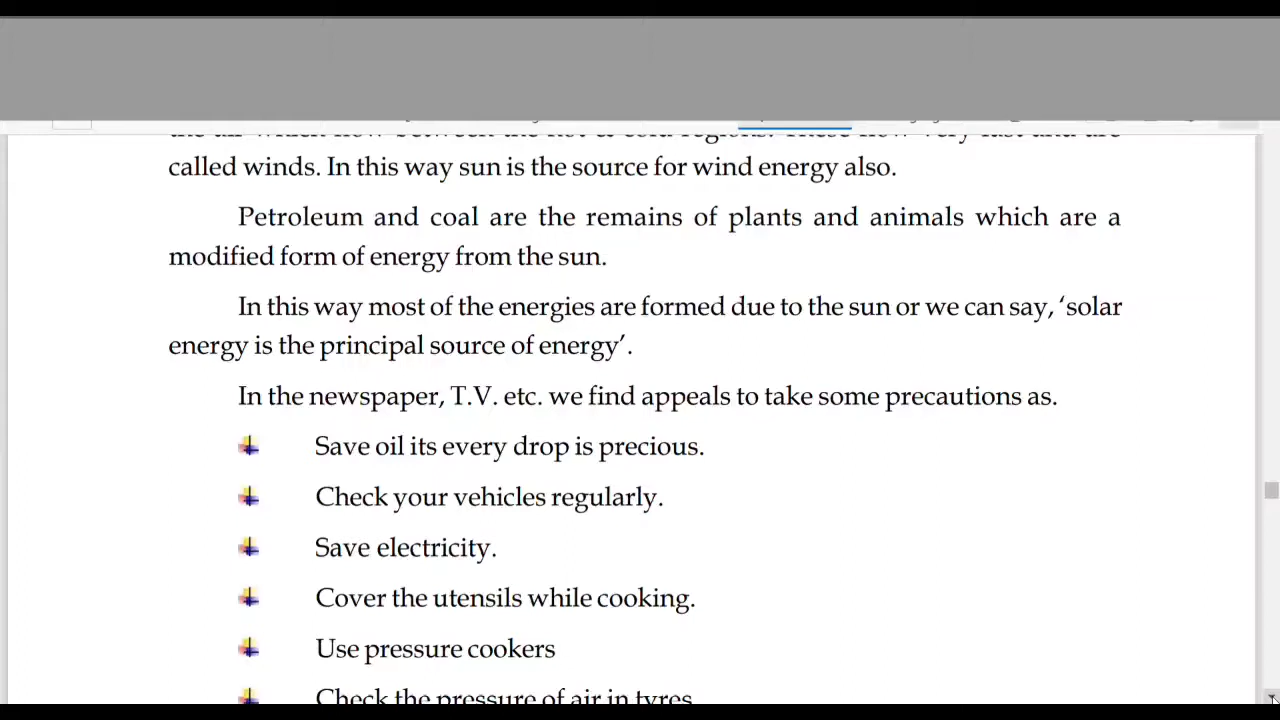 called winds. In this way sun is the source for wind energy also.
Petroleum and coal are the remains of plants and animals which are a
modified form of energy from the sun.
In this way most of the energies are formed due to the sun or we can say, ‘solar
energy is the principal source of energy’.
In the newspaper, T.V. etc. we find appeals to take some precautions as.
Save oil its every drop is precious.
Check your vehicles regularly.
Save electricity.
Cover the utensils while cooking.
Use pressure cookers
Check the pressure of air in tyres